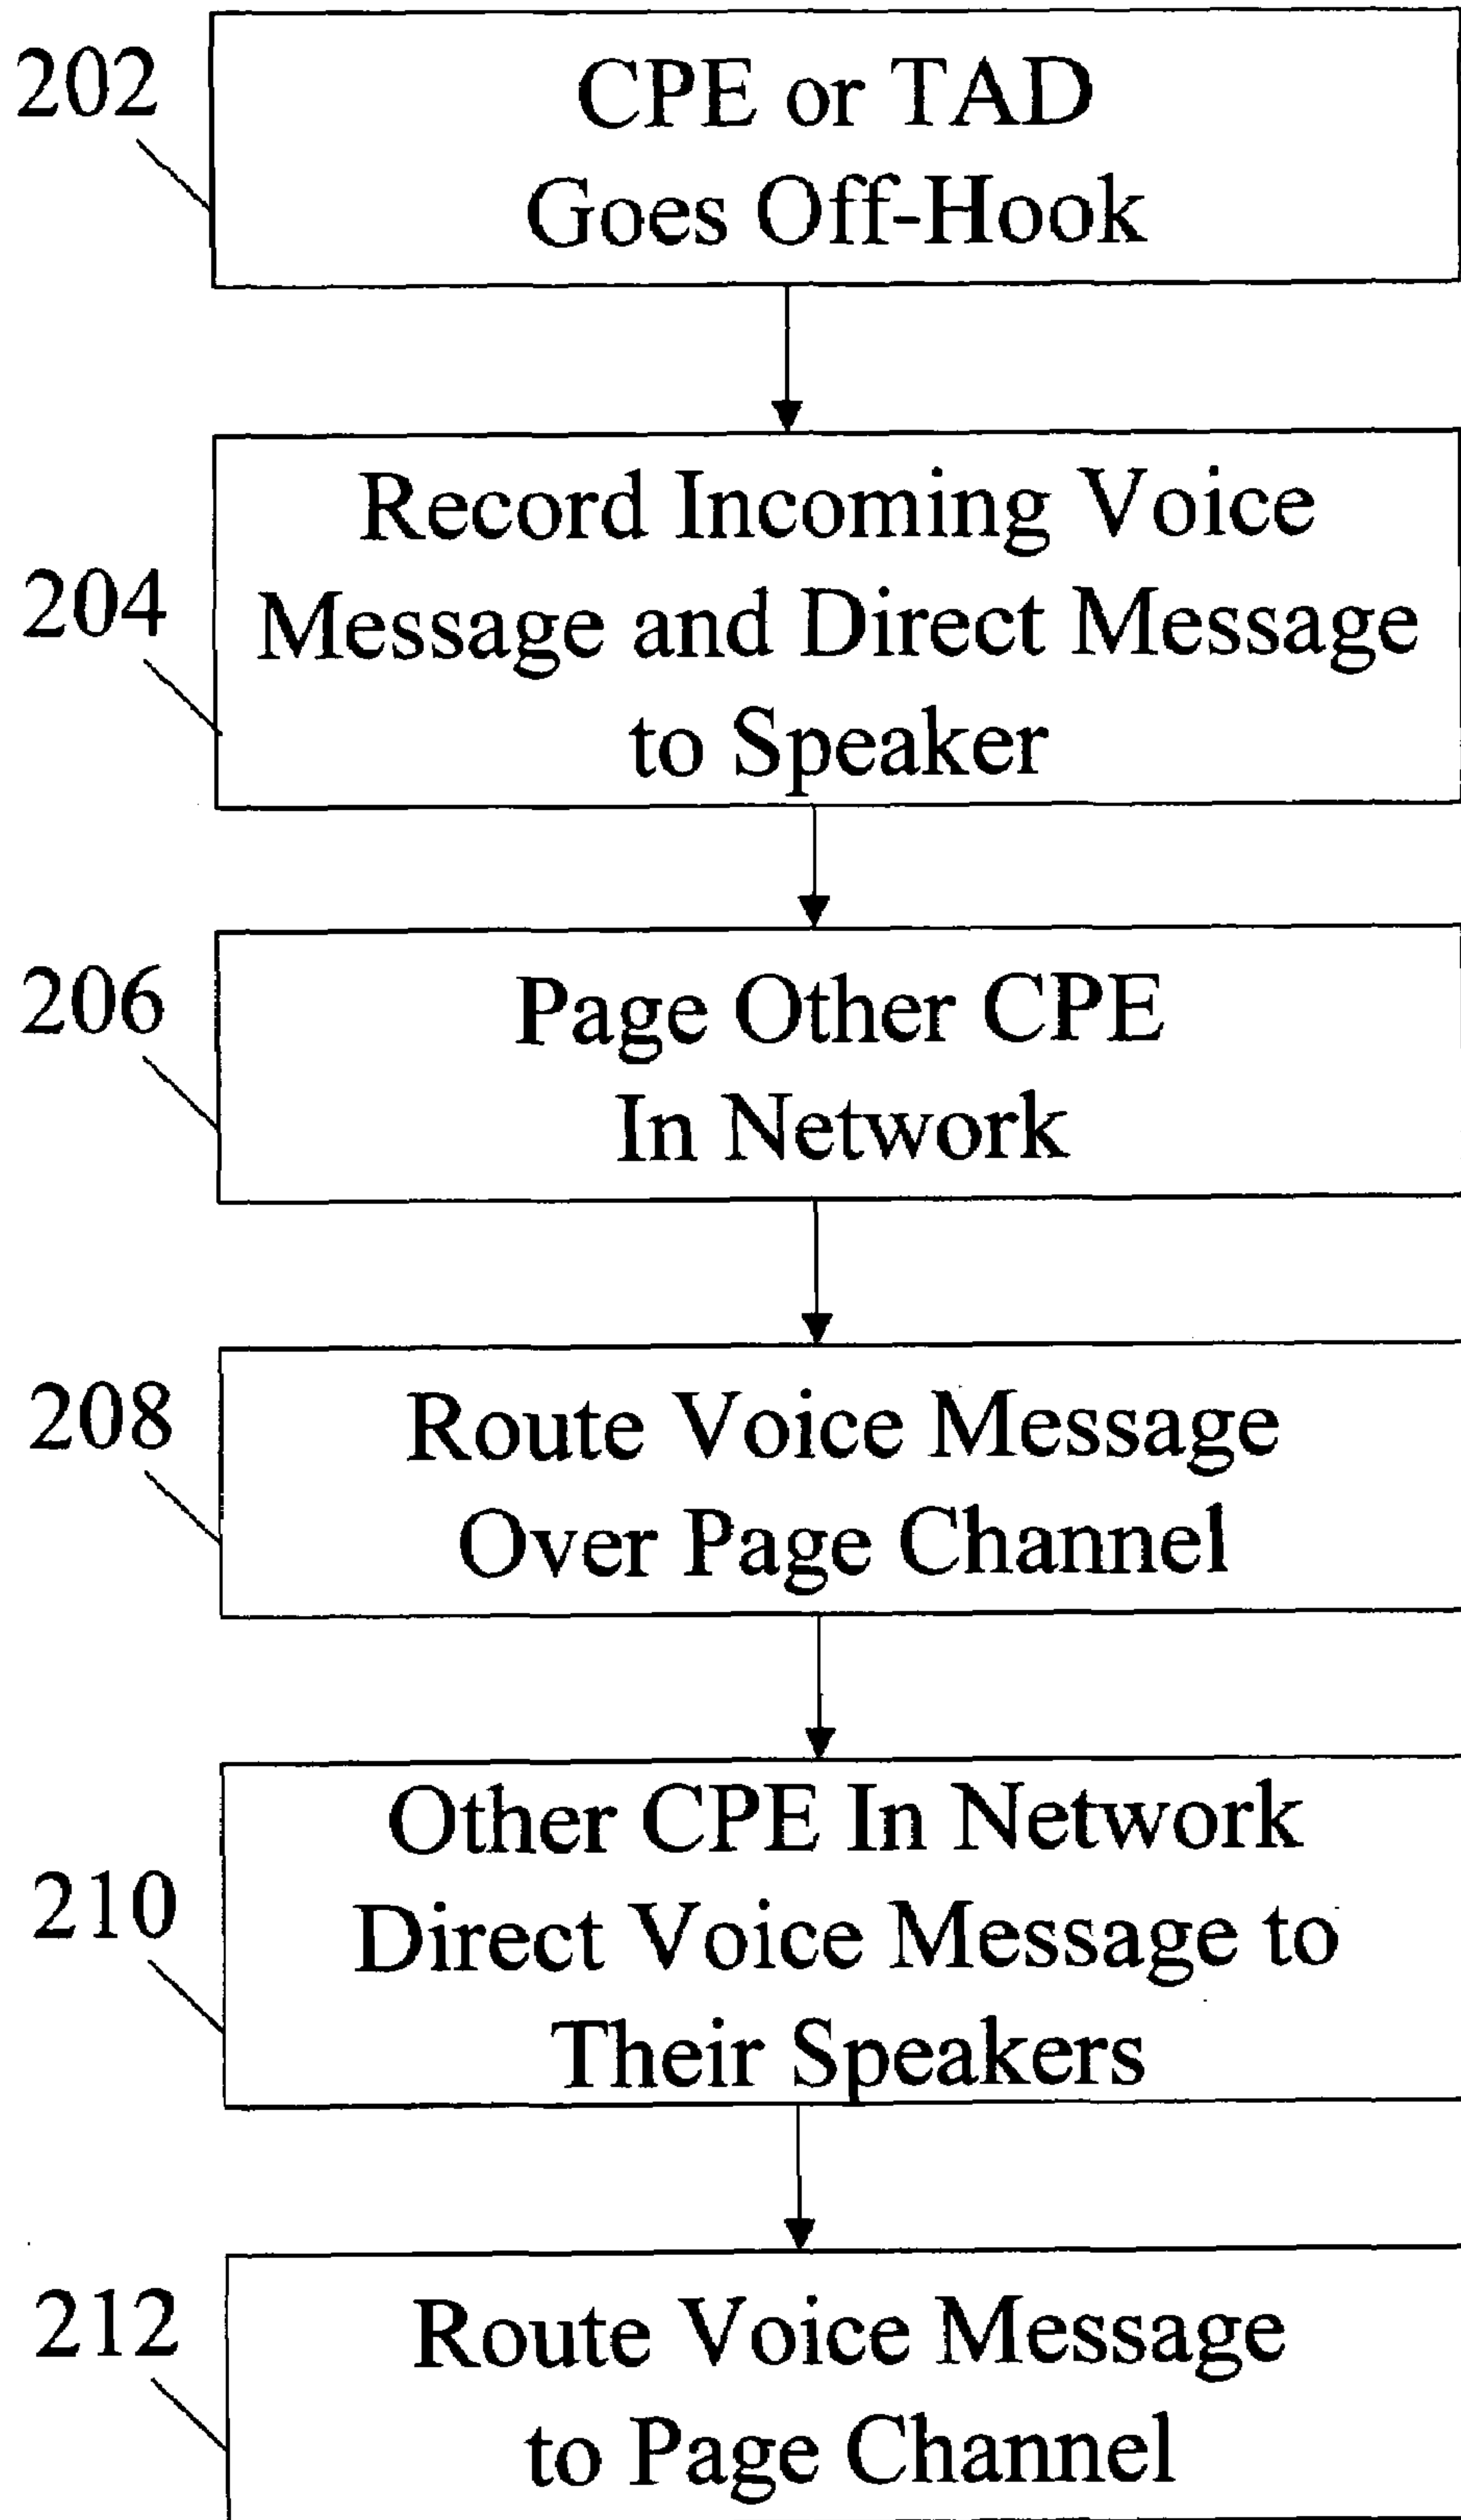 202
CPE or TAD
Goes Off-Hook
204
Record Incoming Voice
Message and Direct Message
to Speaker
206
Page Other CPE
In Network
208
Route Voice Message
Over Page Channel
210
Other CPE In Network
Direct Voice Message to
Their Speakers
212
Route Voice Message
to Page Channel